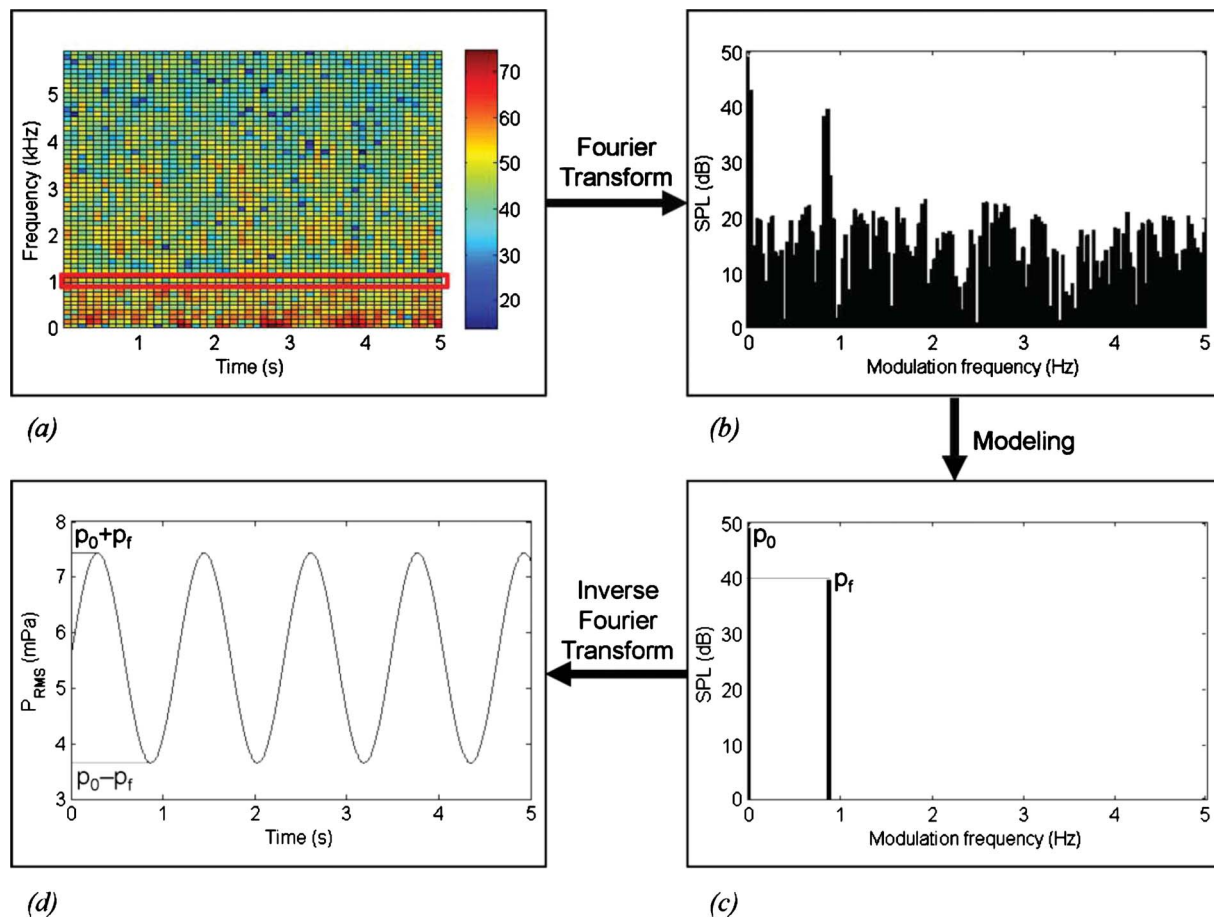 Frequency (kHz)
5
4
3
2
1
0
1 2 3 4 5
Time (s)
70
60
50
40
30
20
(a)
Fourier
Transform
SPL (dB)
50
40
30
20
10
0
0 1 2 3 4 5
Modulation frequency (Hz)
(b)
Modeling
P_RMS (mPa)
8
7
6
5
4
3
p₀+p_f
p₀−p_f
0 1 2 3 4 5
Time (s)
(d)
Inverse
Fourier
Transform
SPL (dB)
50
40
30
20
10
0
p₀
p_f
0 1 2 3 4 5
Modulation frequency (Hz)
(c)